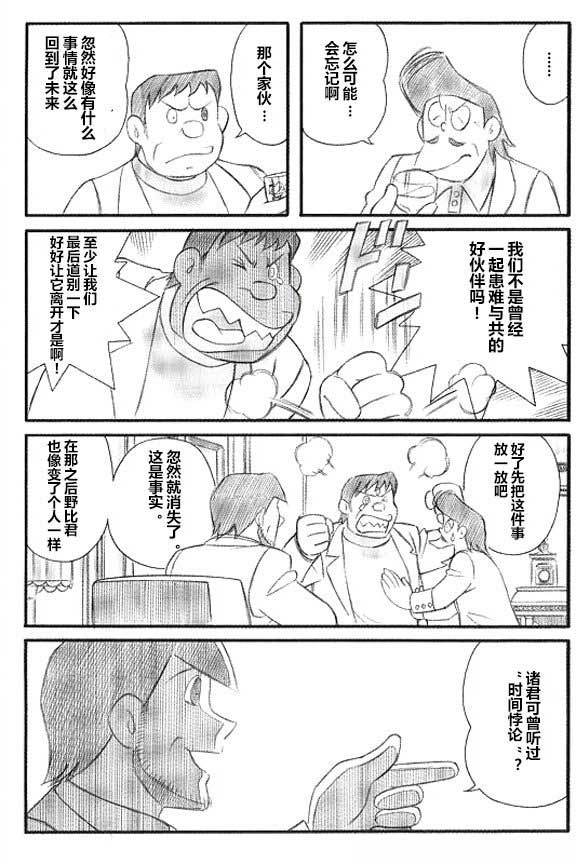 ……
怎么可能…
会忘记啊
那个家伙…
忽然好像有什么
事情就这么
回到了未来
我们不是曾经
一起患难与共的
好伙伴吗！
ドン
至少让我们
最后道别一下
好好让它离开才是啊！
好了先把这件事
放一放吧
忽然就消失了。
这是事实。
在那之后野比君
也像变了个人一样
诸君可曾听过
“时间悖论”？